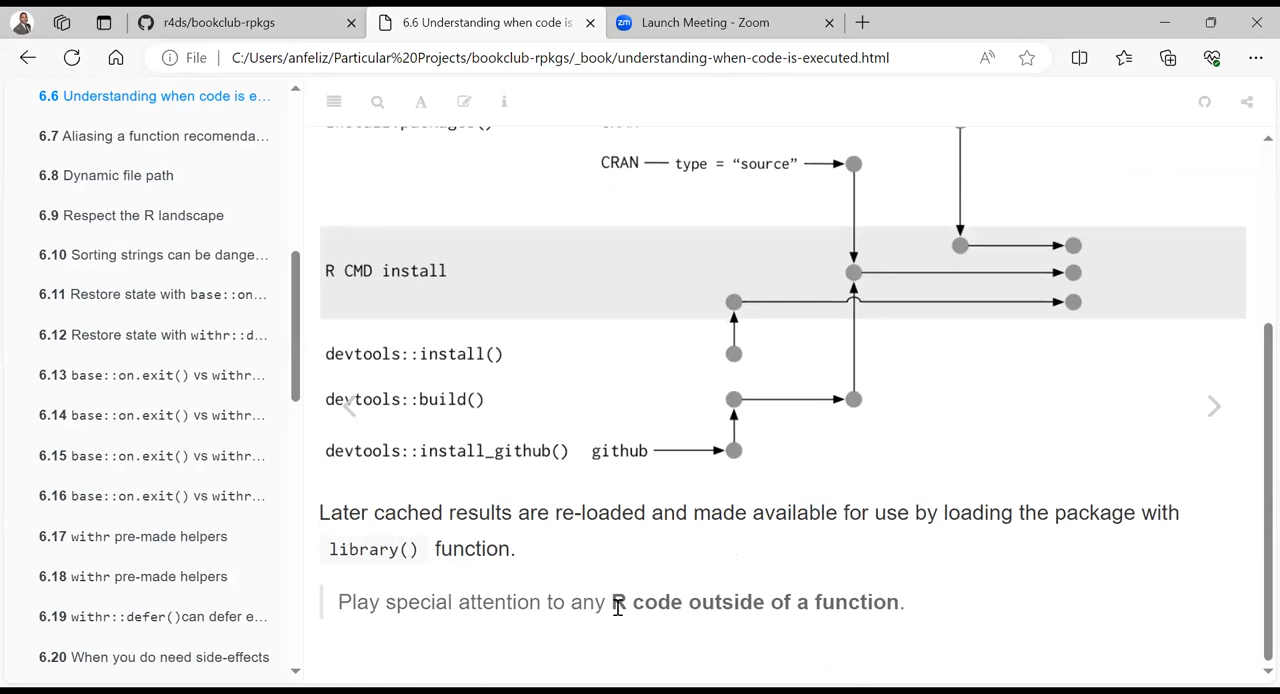 r4ds/bookclub-rpkgs
6.6 Understanding when code is
Launch Meeting - Zoom
File
C:/Users/anfeliz/Particular%20Projects/bookclub-rpkgs/_book/understanding-when-code-is-executed.html
6.6 Understanding when code is e…
6.7 Aliasing a function recomenda…
6.8 Dynamic file path
6.9 Respect the R landscape
6.10 Sorting strings can be dange…
6.11 Restore state with base::on…
6.12 Restore state with withr::d…
6.13 base::on.exit() vs withr…
6.14 base::on.exit() vs withr…
6.15 base::on.exit() vs withr…
6.16 base::on.exit() vs withr…
6.17 withr pre-made helpers
6.18 withr pre-made helpers
6.19 withr::defer()can defer e…
6.20 When you do need side-effects
CRAN type = “source”
R CMD install
devtools::install()
devtools::build()
devtools::install_github() github
Later cached results are re-loaded and made available for use by loading the package with
library() function.
Play special attention to any R code outside of a function.